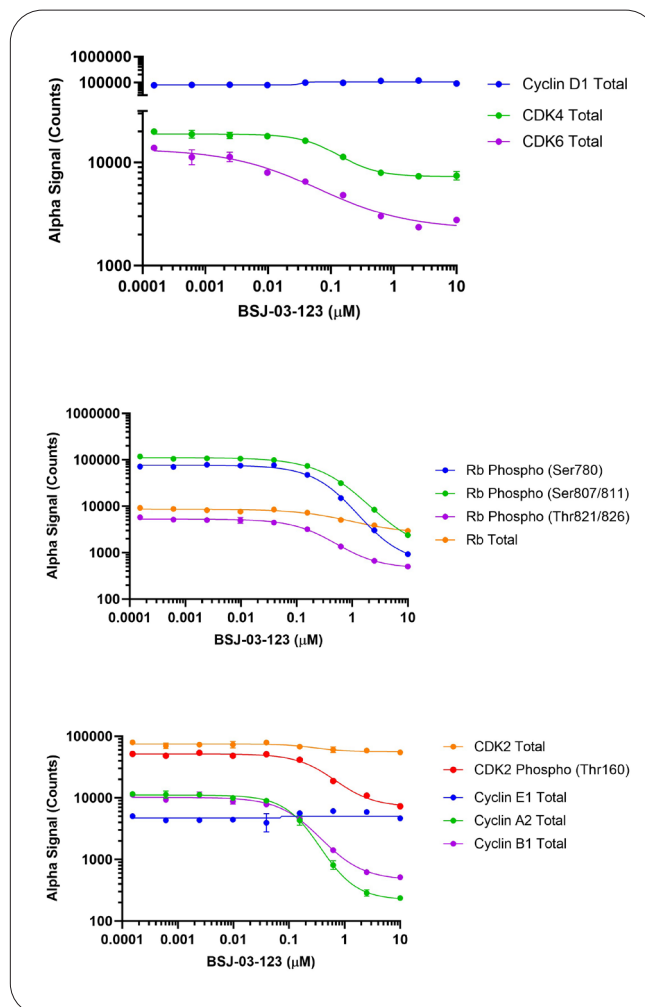 1000000
100000
10000
1000
Alpha Signal (Counts)
0.0001 0.001 0.01 0.1 1 10
BSJ-03-123 (μM)
Cyclin D1 Total
CDK4 Total
CDK6 Total
1000000
100000
10000
1000
100
Alpha Signal (Counts)
0.0001 0.001 0.01 0.1 1 10
BSJ-03-123 (μM)
Rb Phospho (Ser780)
Rb Phospho (Ser807/811)
Rb Phospho (Thr821/826)
Rb Total
100000
10000
1000
100
Alpha Signal (Counts)
0.0001 0.001 0.01 0.1 1 10
BSJ-03-123 (μM)
CDK2 Total
CDK2 Phospho (Thr160)
Cyclin E1 Total
Cyclin A2 Total
Cyclin B1 Total